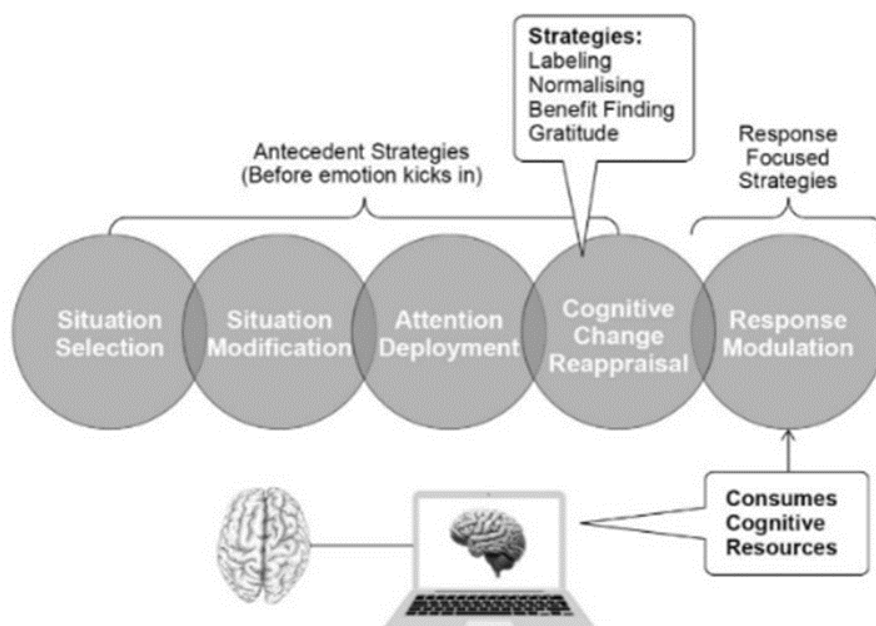 Strategies:
Labeling
Normalising
Benefit Finding
Gratitude
Antecedent Strategies
(Before emotion kicks in)
Response
Focused
Strategies
Situation
Selection
Situation
Modification
Attention
Deployment
Cognitive
Change
Reappraisal
Response
Modulation
Consumes
Cognitive
Resources